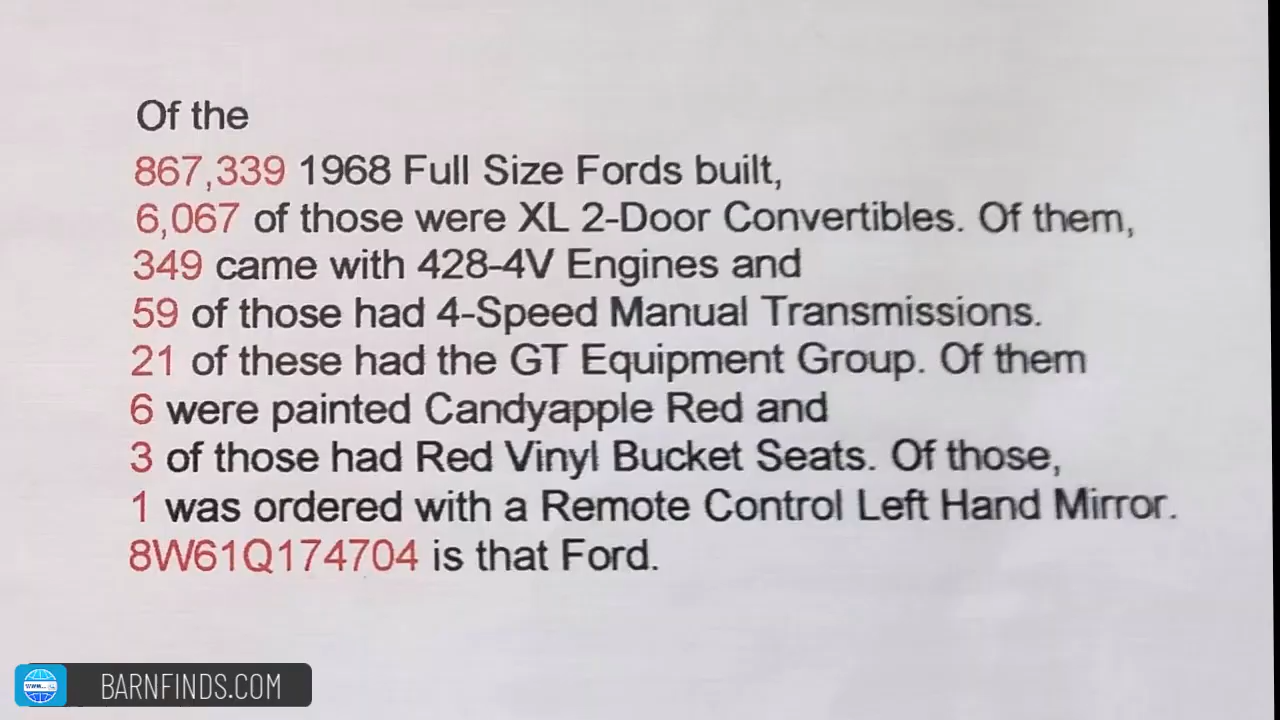 Of the
867,339 1968 Full Size Fords built,
6,067 of those were XL 2-Door Convertibles. Of them,
349 came with 428-4V Engines and
59 of those had 4-Speed Manual Transmissions.
21 of these had the GT Equipment Group. Of them
6 were painted Candyapple Red and
3 of those had Red Vinyl Bucket Seats. Of those,
1 was ordered with a Remote Control Left Hand Mirror.
8W61Q174704 is that Ford.
www.
BARNFINDS.COM